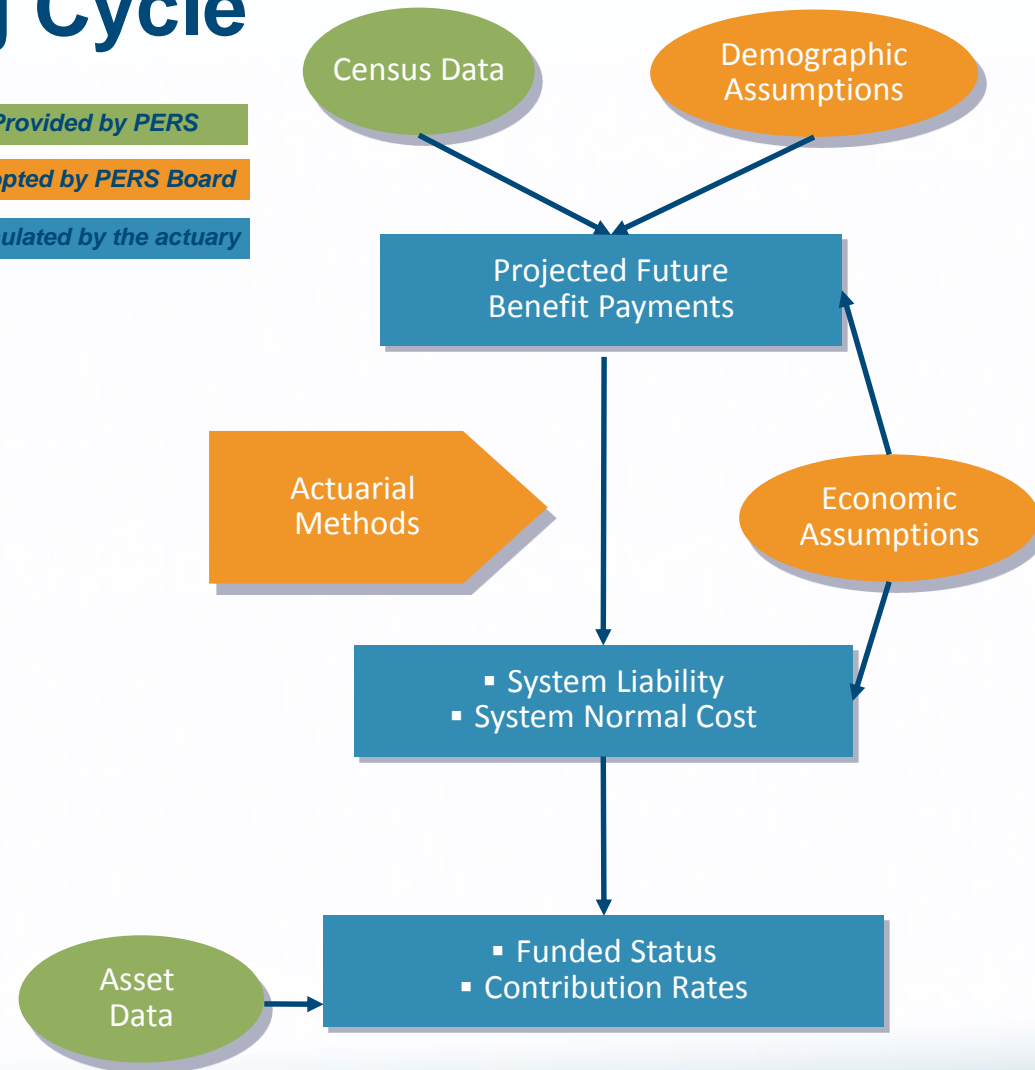 Cycle
Provided by PERS
opted by PERS Board
ulated by the actuary
Census Data
Demographic
Assumptions
Projected Future
Benefit Payments
Actuarial
Methods
Economic
Assumptions
▪ System Liability
▪ System Normal Cost
▪ Funded Status
▪ Contribution Rates
Asset
Data